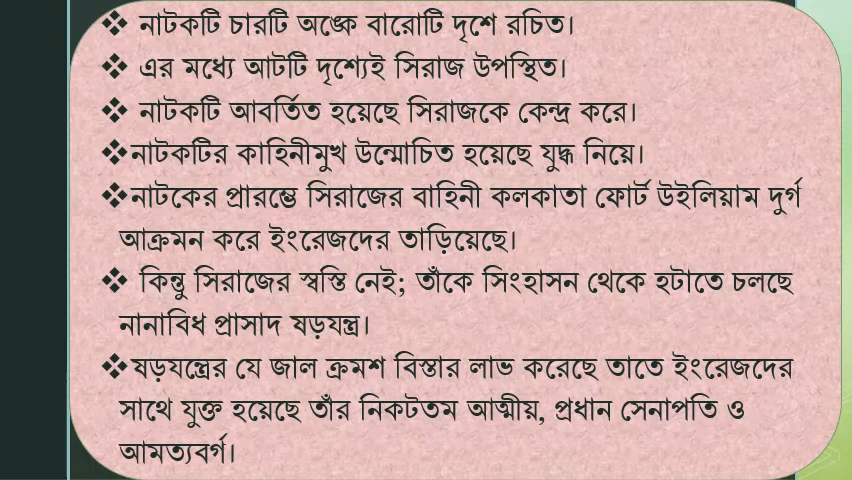 ❖ নাটকটি চারটি অঙ্কে বারোটি দৃশে রচিত।
❖ এর মধ্যে আটটি দৃশ্যেই সিরাজ উপস্থিত।
❖ নাটকটি আবর্তিত হয়েছে সিরাজকে কেন্দ্র করে।
❖নাটকটির কাহিনীমুখ উন্মোচিত হয়েছে যুদ্ধ নিয়ে।
❖নাটকের প্রারম্ভে সিরাজের বাহিনী কলকাতা ফোর্ট উইলিয়াম দুর্গ
আক্রমন করে ইংরেজদের তাড়িয়েছে।
❖ কিন্তু সিরাজের স্বস্তি নেই; তাঁকে সিংহাসন থেকে হটাতে চলছে
নানাবিধ প্রাসাদ ষড়যন্ত্র।
❖ষড়যন্ত্রের যে জাল ক্রমশ বিস্তার লাভ করেছে তাতে ইংরেজদের
সাথে যুক্ত হয়েছে তাঁর নিকটতম আত্মীয়, প্রধান সেনাপতি ও
আমত্যবর্গ।